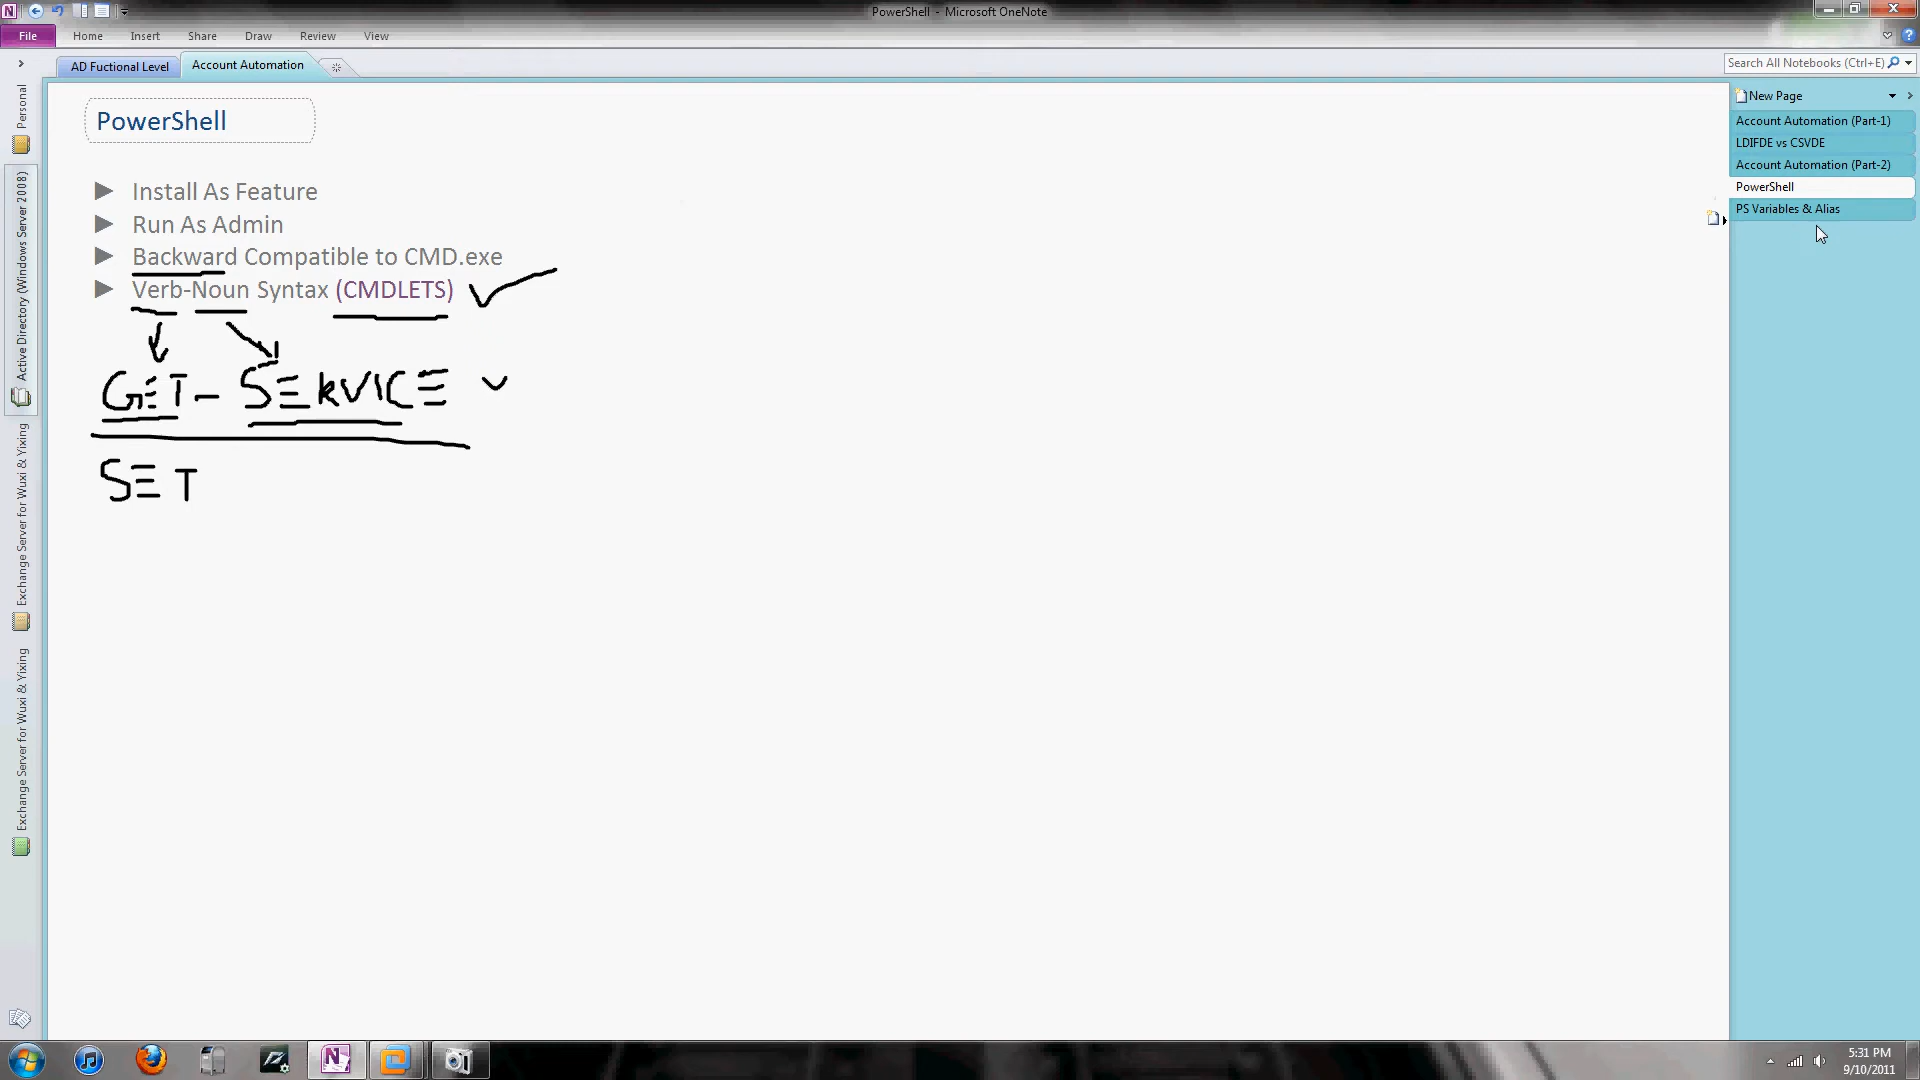 PowerShell - Microsoft OneNote
File Home Insert Share Draw Review View
AD Fuctional Level Account Automation
Search All Notebooks (Ctrl+E)
Personal
Active Directory (Windows Server 2008)
Exchange Server for Wuxi & Yixing
Exchange Server for Wuxi & Yixing
PowerShell
Install As Feature
Run As Admin
Backward Compatible to CMD.exe
Verb-Noun Syntax (CMDLETS)
GET - SERVICE
SET
New Page
Account Automation (Part-1)
LDIFDE vs CSVDE
Account Automation (Part-2)
PowerShell
PS Variables & Alias
5:31 PM
9/10/2011